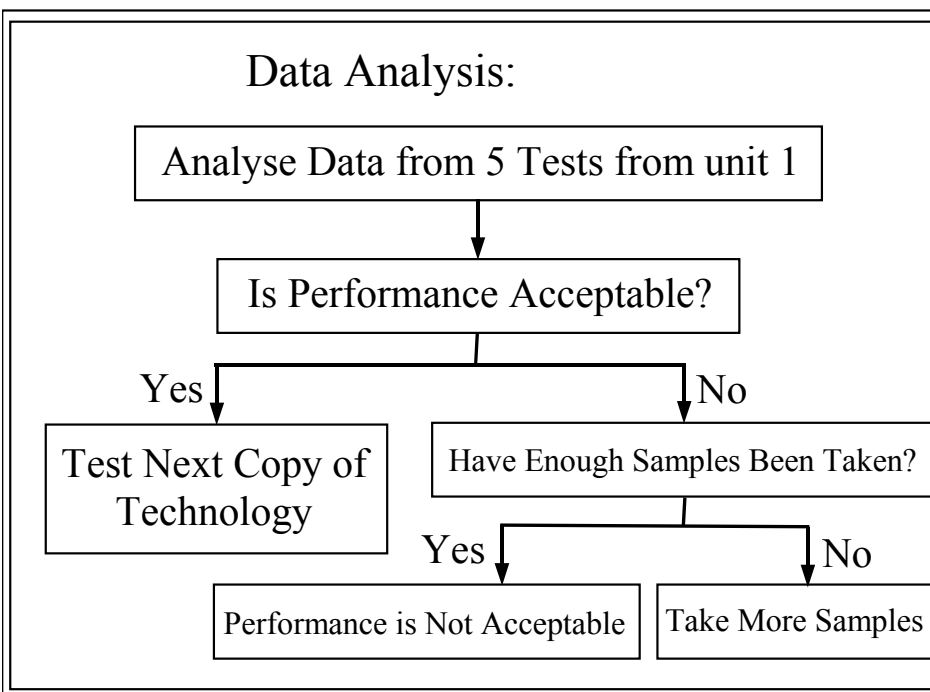 Data Analysis:
Analyse Data from 5 Tests from unit 1
Is Performance Acceptable?
Yes
No
Test Next Copy of
Technology
Have Enough Samples Been Taken?
Yes
No
Performance is Not Acceptable
Take More Samples